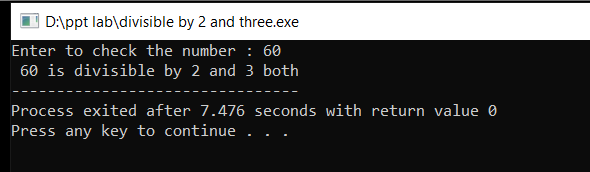 D:\ppt lab\divisible by 2 and three.exe
Enter to check the number : 60
 60 is divisible by 2 and 3 both
--------------------------------
Process exited after 7.476 seconds with return value 0
Press any key to continue . . .